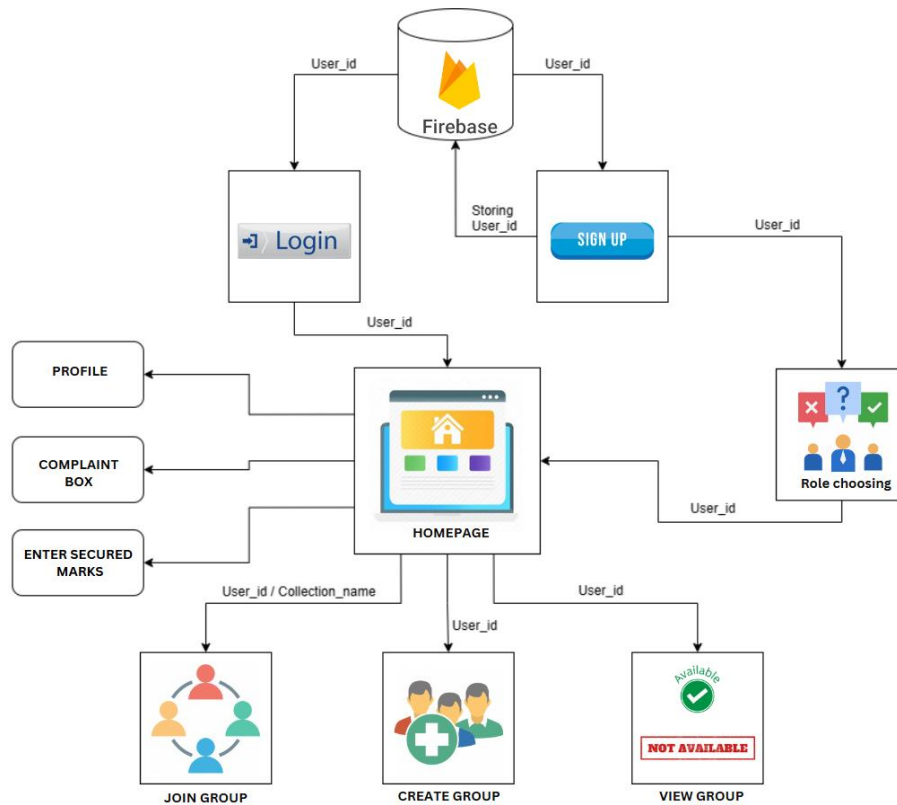 User_id
User_id
Firebase
Storing
User_id
User_id
Login
SIGN UP
User_id
PROFILE
COMPLAINT
BOX
ENTER SECURED
MARKS
?
Role choosing
HOMEPAGE
User_id
User_id / Collection_name
User_id
User_id
Available
NOT AVAILABLE
JOIN GROUP
CREATE GROUP
VIEW GROUP